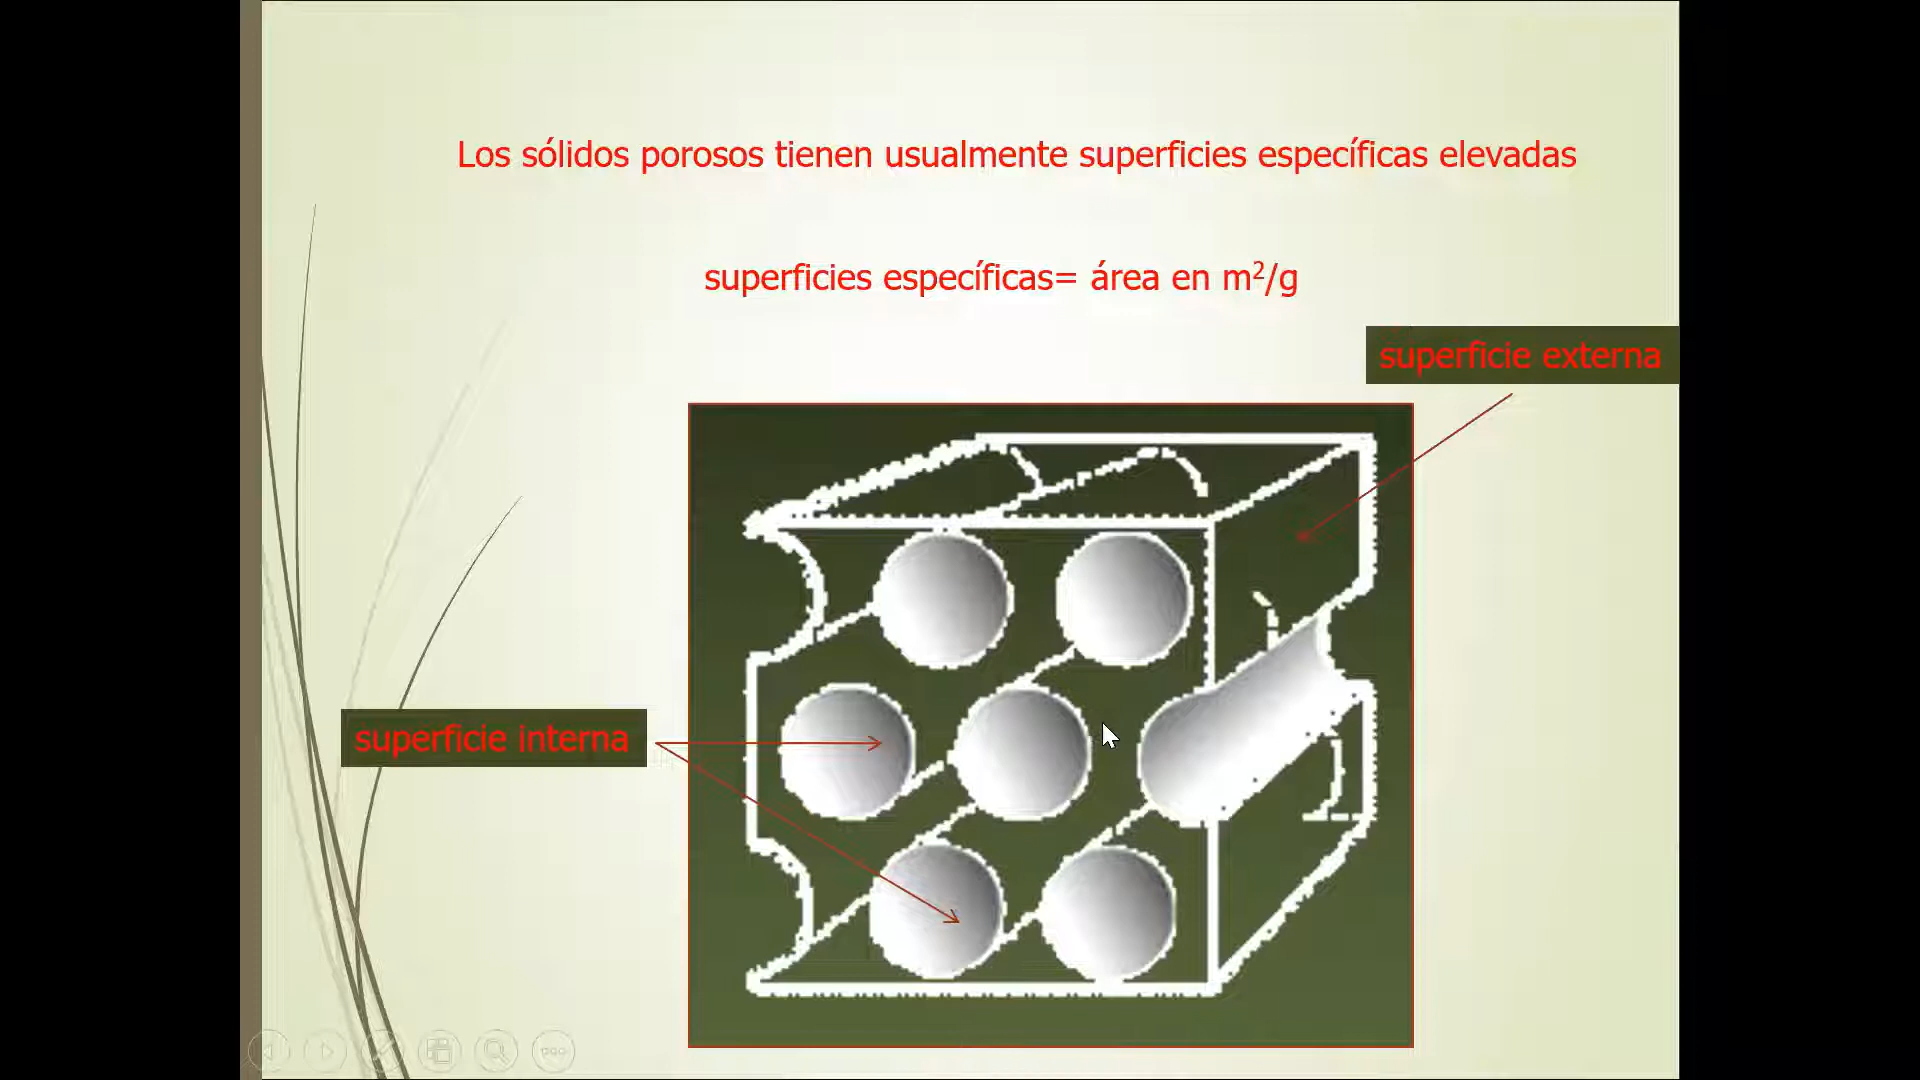 Los sólidos porosos tienen usualmente superficies específicas elevadas
superficies específicas= área en m²/g
superficie externa
superficie interna